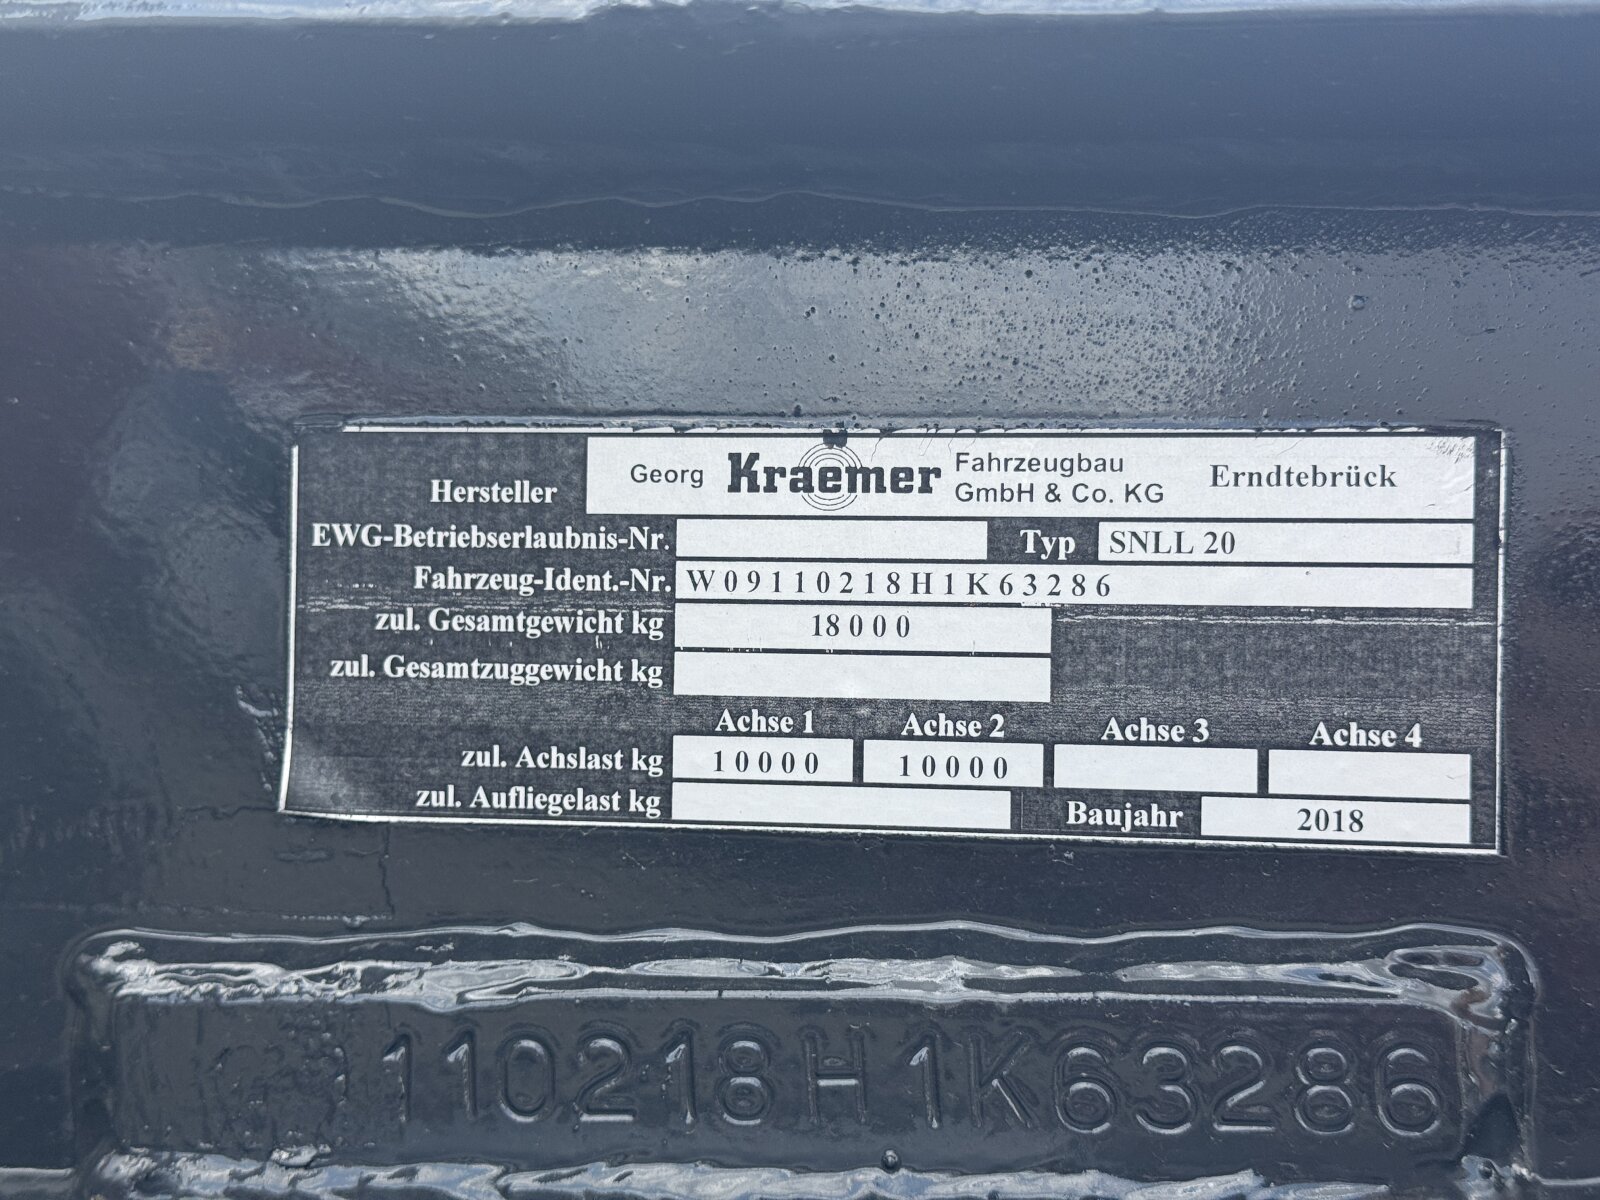 Hersteller Georg Kraemer Fahrzeugbau GmbH & Co. KG Erndtebrück
EWG-Betriebserlaubnis-Nr. Typ SNLL 20
Fahrzeug-Ident.-Nr. W09110218H1K63286
zul. Gesamtgewicht kg 18000
zul. Gesamtzuggewicht kg
Achse 1 Achse 2 Achse 3 Achse 4
zul. Achslast kg 10000 10000
zul. Aufliegelast kg Baujahr 2018
110218H1K63286